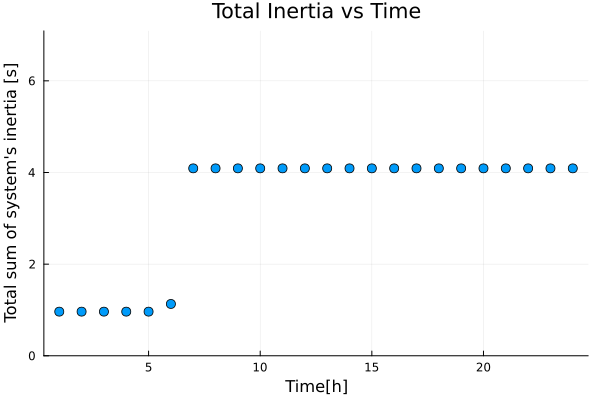 Total Inertia vs Time
Total sum of system's inertia [s]
6
4
2
0
5 10 15 20
Time[h]